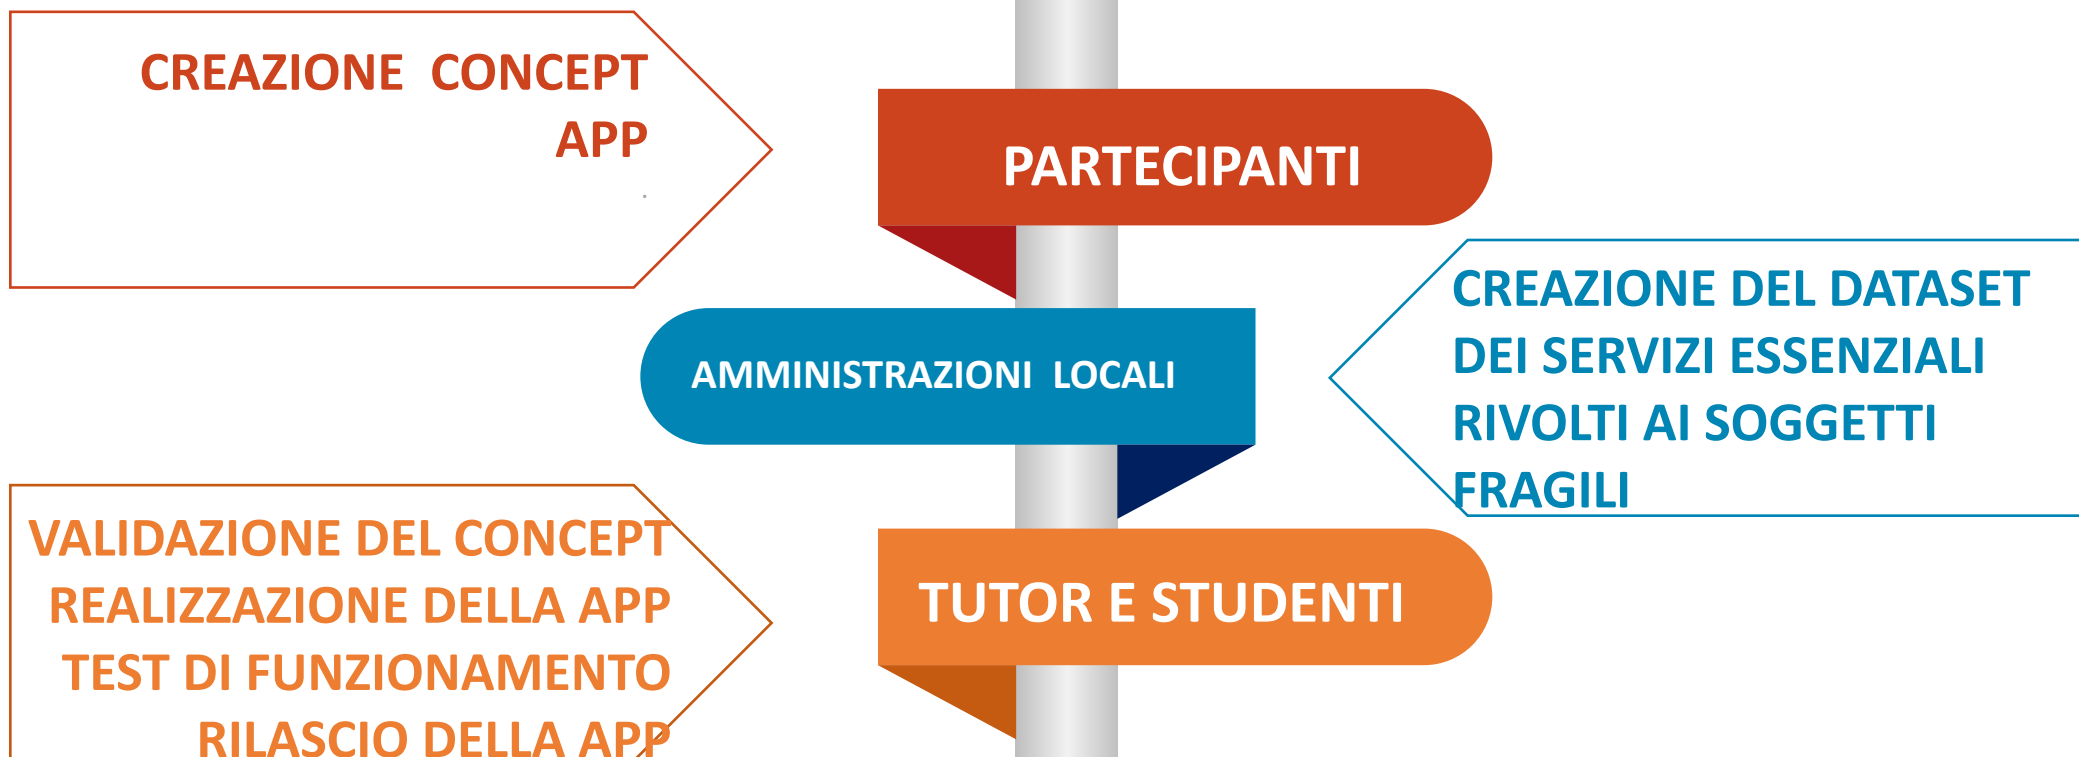 CREAZIONE CONCEPT
APP
.
PARTECIPANTI
AMMINISTRAZIONI LOCALI
CREAZIONE DEL DATASET
DEI SERVIZI ESSENZIALI
RIVOLTI AI SOGGETTI
FRAGILI
VALIDAZIONE DEL CONCEPT
REALIZZAZIONE DELLA APP
TEST DI FUNZIONAMENTO
RILASCIO DELLA APP
TUTOR E STUDENTI